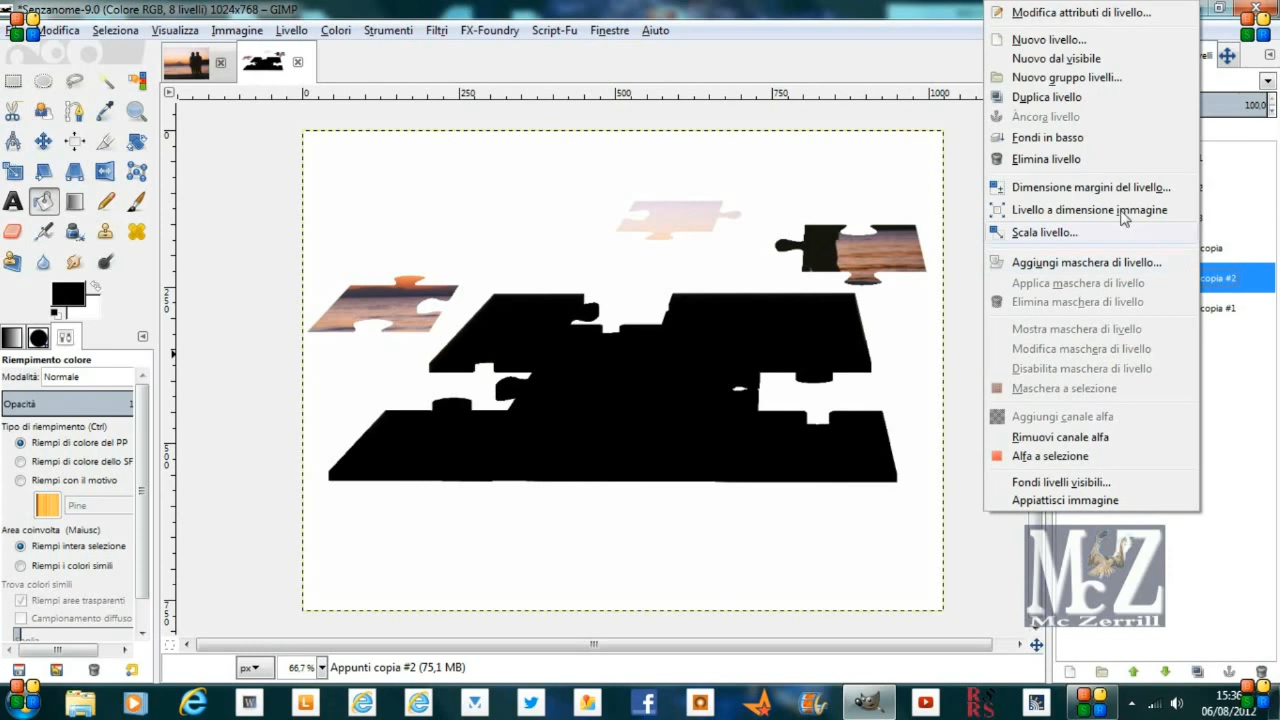 *Senzanome-9.0 (Colore RGB, 8 livelli) 1024x768 – GIMP
Modifica Seleziona Visualizza Immagine Livello Colori Strumenti Filtri FX-Foundry Script-Fu Finestre Aiuto
0 250 500 750 1000
0
250
500
750
Modifica attributi di livello...
Nuovo livello...
Nuovo dal visibile
Nuovo gruppo livelli...
Duplica livello
Àncora livello
Fondi in basso
Elimina livello
Dimensione margini del livello...
Livello a dimensione immagine
Scala livello...
Aggiungi maschera di livello...
Applica maschera di livello
Elimina maschera di livello
Mostra maschera di livello
Modifica maschera di livello
Disabilita maschera di livello
Maschera a selezione
Aggiungi canale alfa
Rimuovi canale alfa
Alfa a selezione
Fondi livelli visibili...
Appiattisci immagine
100,0
copia
copia #2
copia #1
Riempimento colore
Modalità: Normale
Opacità 1
Tipo di riempimento (Ctrl)
Riempi di colore del PP
Riempi di colore dello SF
Riempi con il motivo
Pine
Area coinvolta (Maiusc)
Riempi intera selezione
Riempi i colori simili
Trova colori simili
Riempi aree trasparenti
Campionamento diffuso
McZ
Mc Zerrill
px 66,7 % Appunti copia #2 (75,1 MB)
15:36
06/08/2012